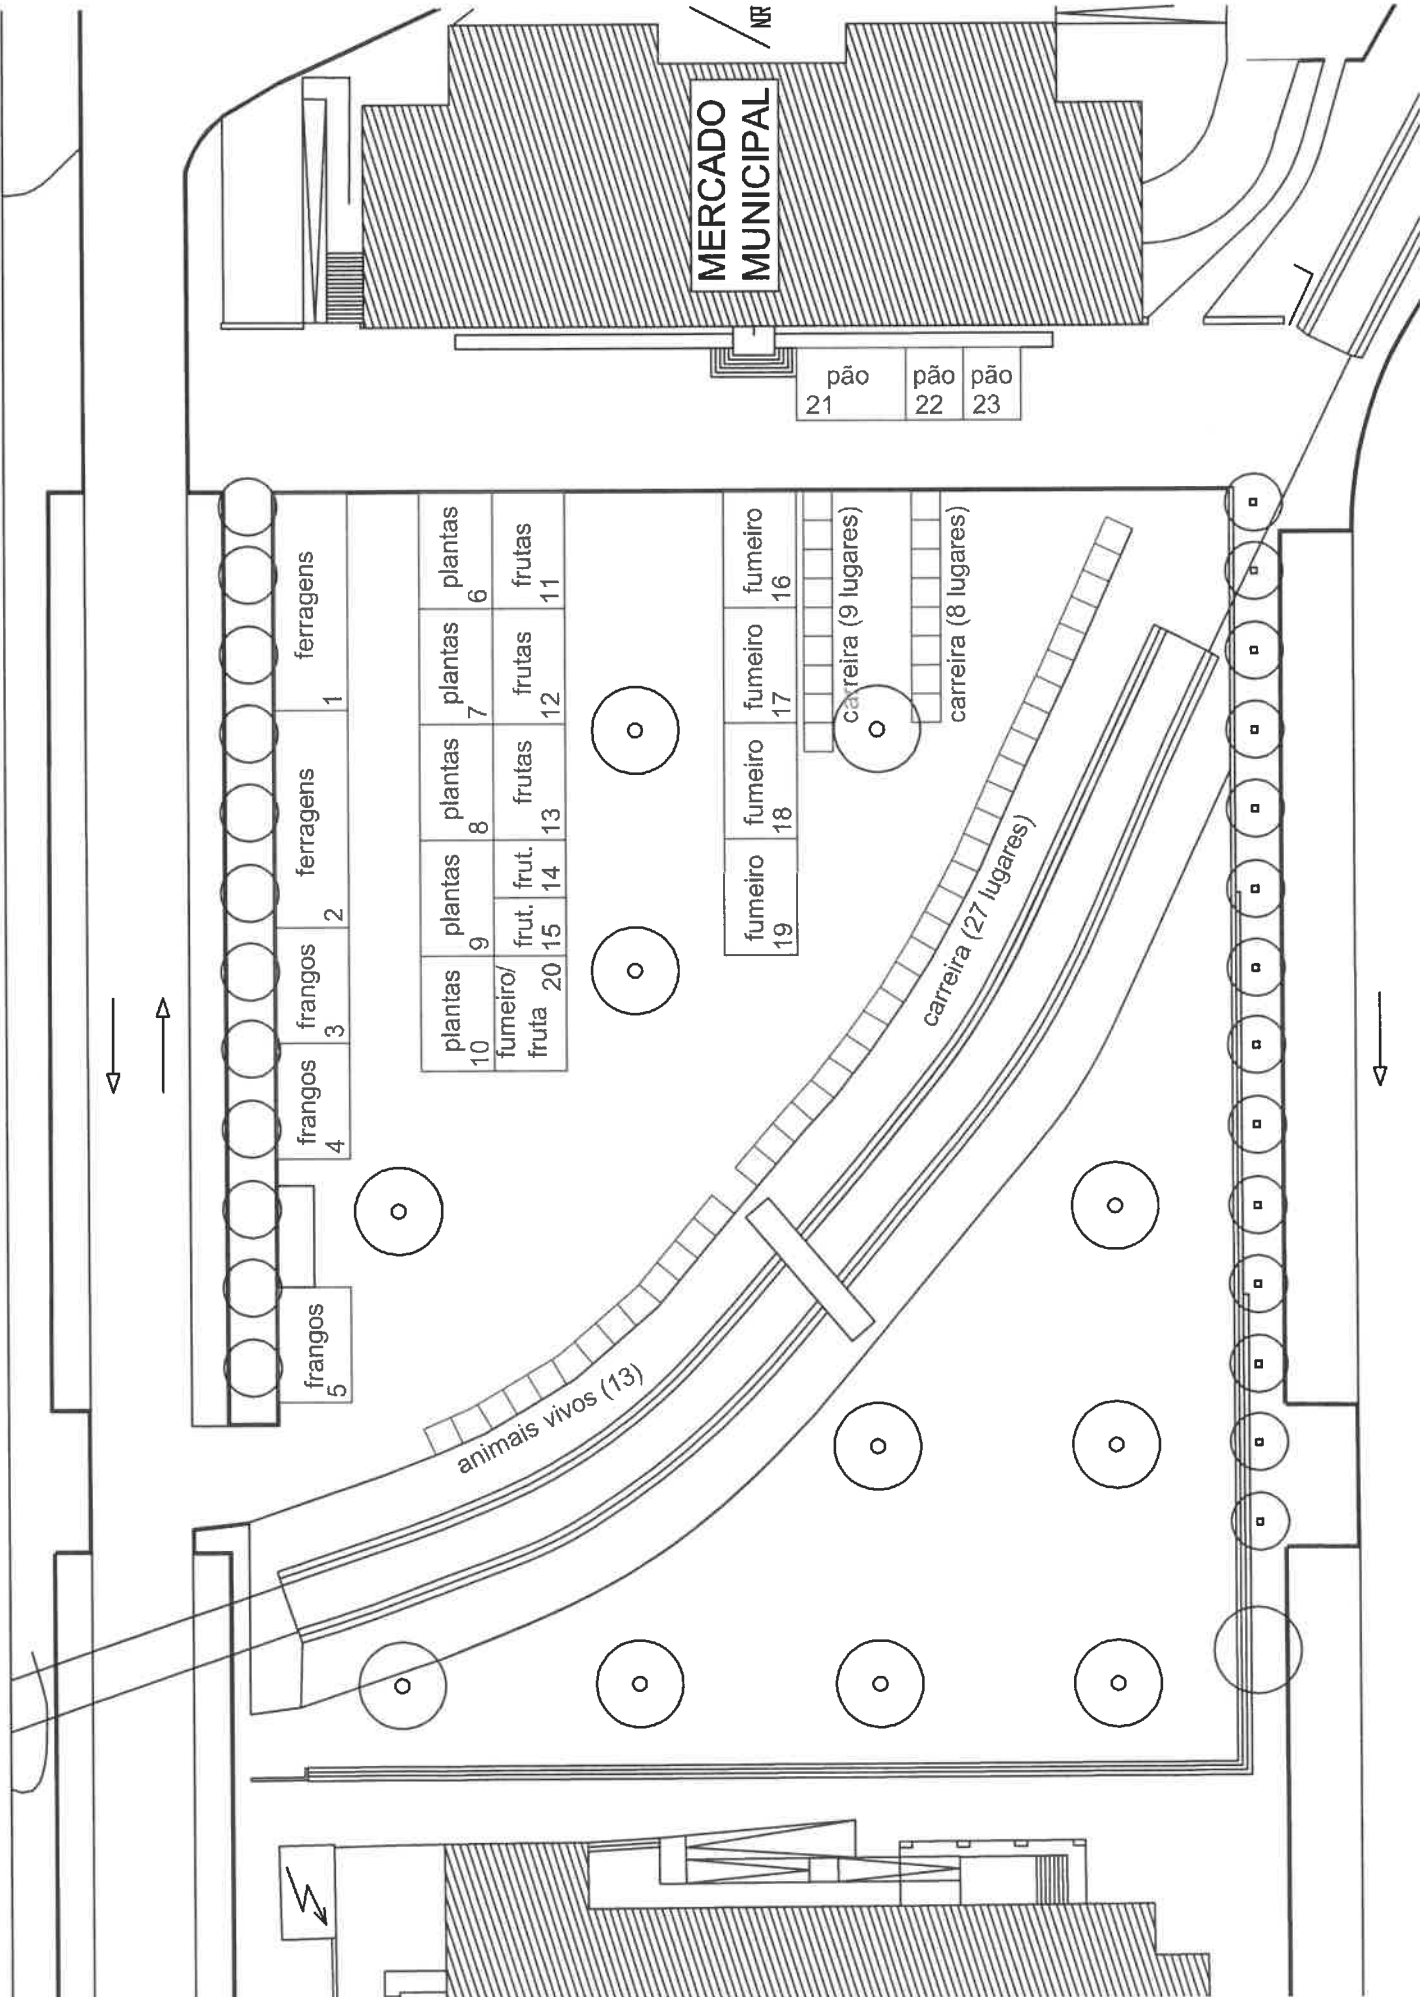 NR
MERCADO
MUNICIPAL
pão
21
pão
22
pão
23
ferragens
1
ferragens
2
frangos
3
frangos
4
frangos
5
plantas
6
plantas
7
plantas
8
plantas
9
plantas
10
frutas
11
frutas
12
frutas
13
frut.
14
frut.
15
fumeiro/
fruta 20
fumeiro
16
fumeiro
17
fumeiro
18
fumeiro
19
carreira (9 lugares)
carreira (8 lugares)
carreira (27 lugares)
animais vivos (13)